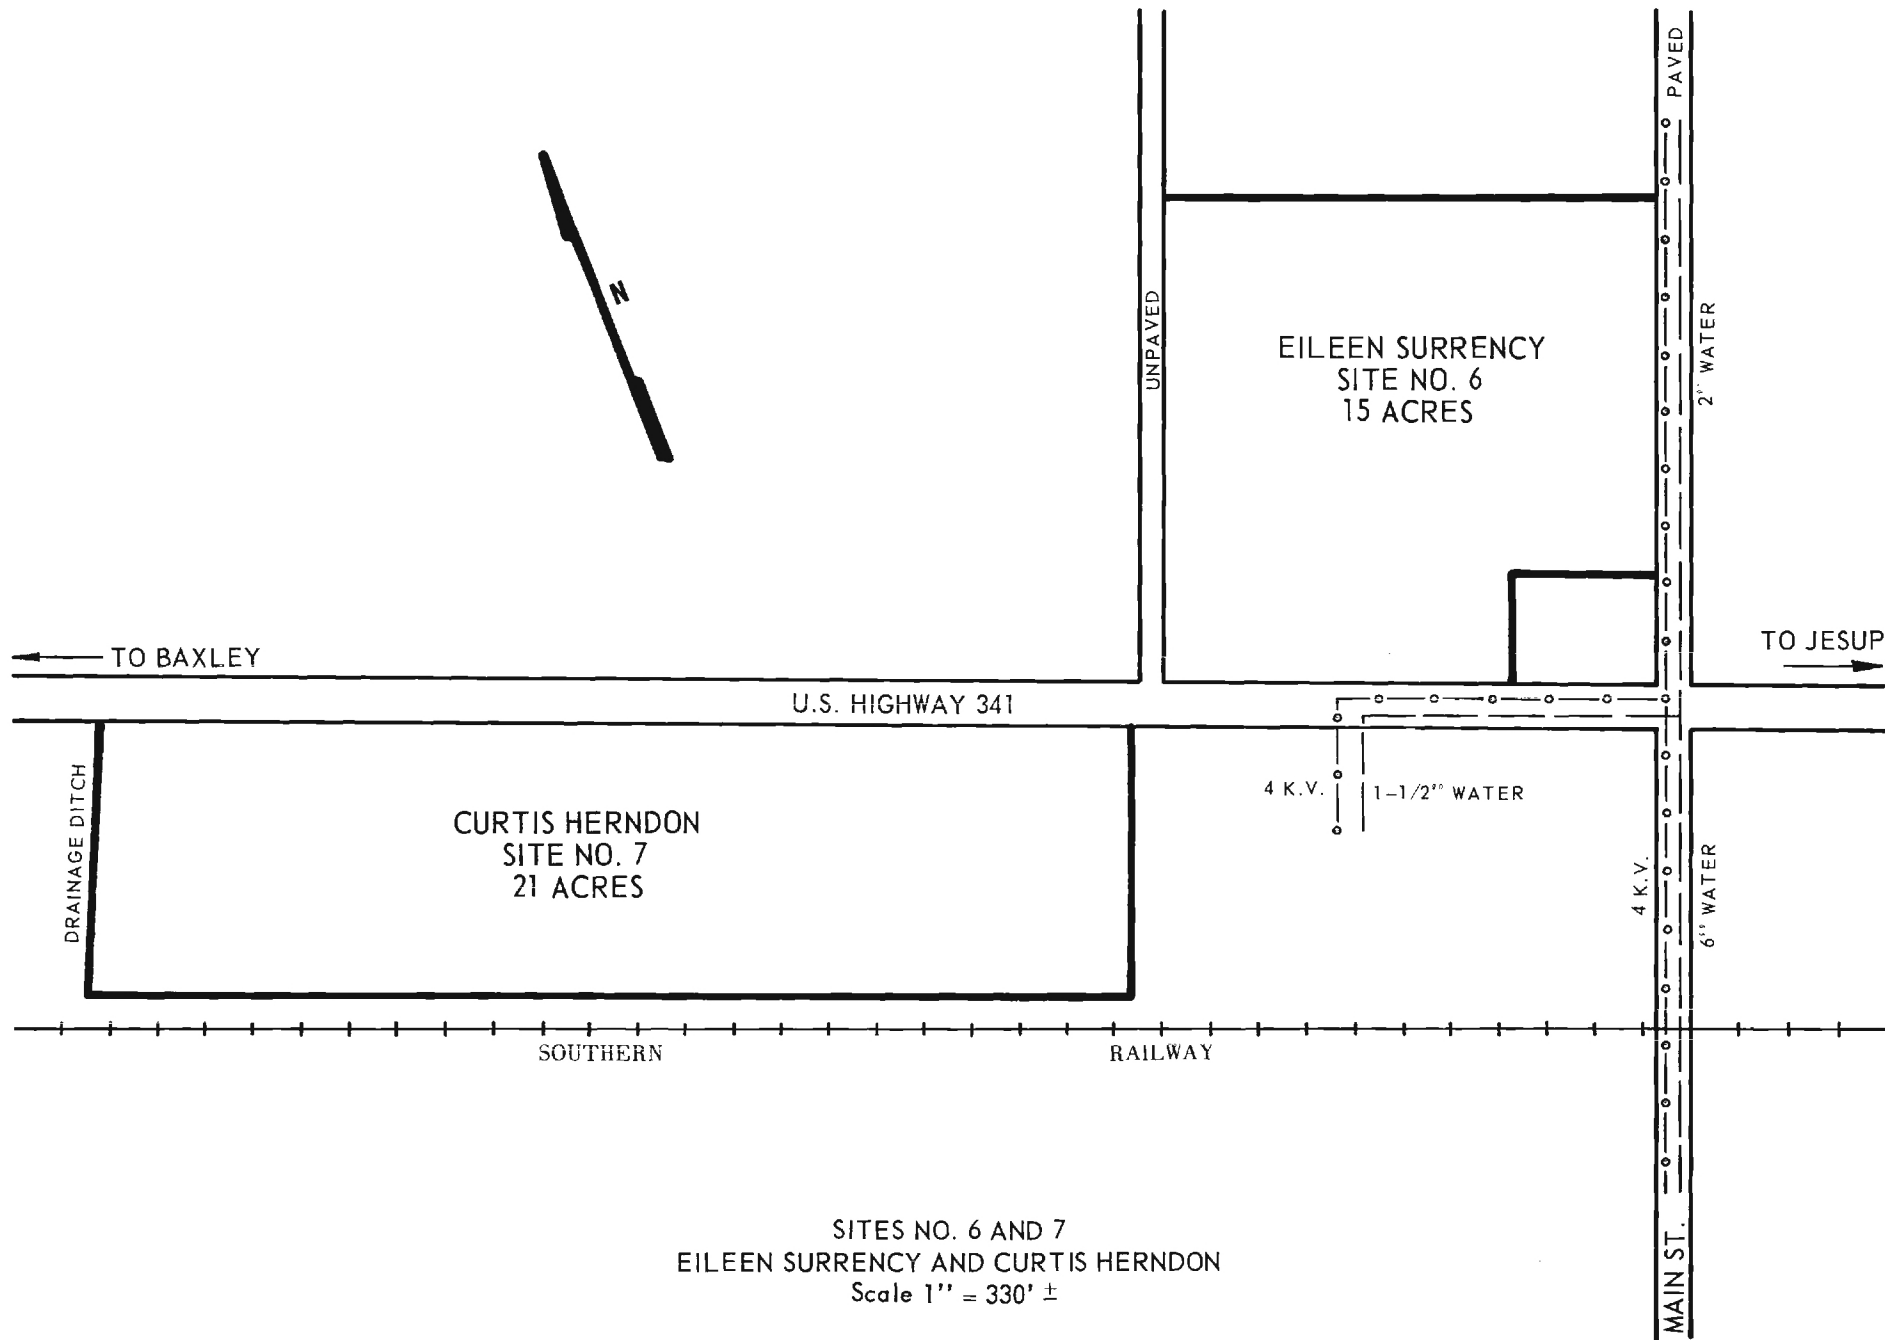 PAVED
N
UNPAVED
EILEEN SURRENCY
SITE NO. 6
15 ACRES
2" WATER
TO BAXLEY
TO JESUP
U.S. HIGHWAY 341
DRAINAGE DITCH
CURTIS HERNDON
SITE NO. 7
21 ACRES
4 K.V.
1-1/2" WATER
4 K.V.
6" WATER
SOUTHERN RAILWAY
MAIN ST.
SITES NO. 6 AND 7
EILEEN SURRENCY AND CURTIS HERNDON
Scale 1'' = 330' ±